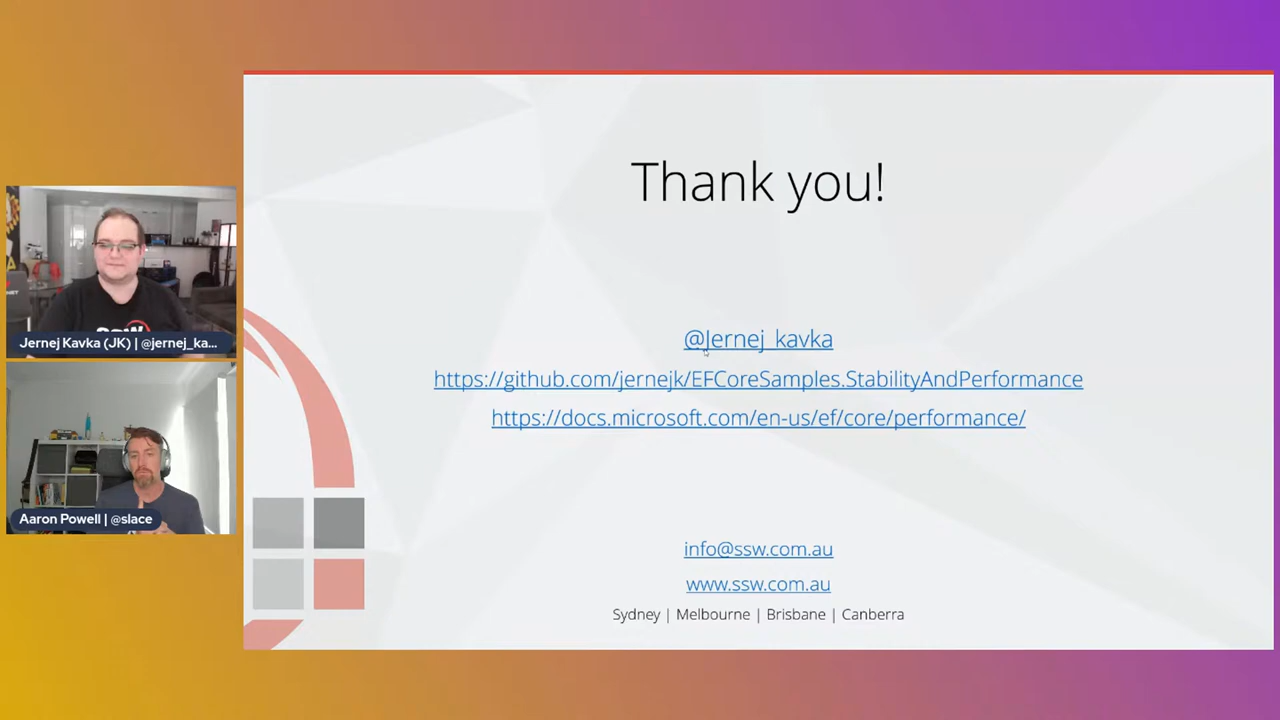 Thank you!
@Jernej_kavka
https://github.com/jernejk/EFCoreSamples.StabilityAndPerformance
https://docs.microsoft.com/en-us/ef/core/performance/
info@ssw.com.au
www.ssw.com.au
Sydney | Melbourne | Brisbane | Canberra
Jernej Kavka (JK) | @jernej_ka...
Aaron Powell | @slace